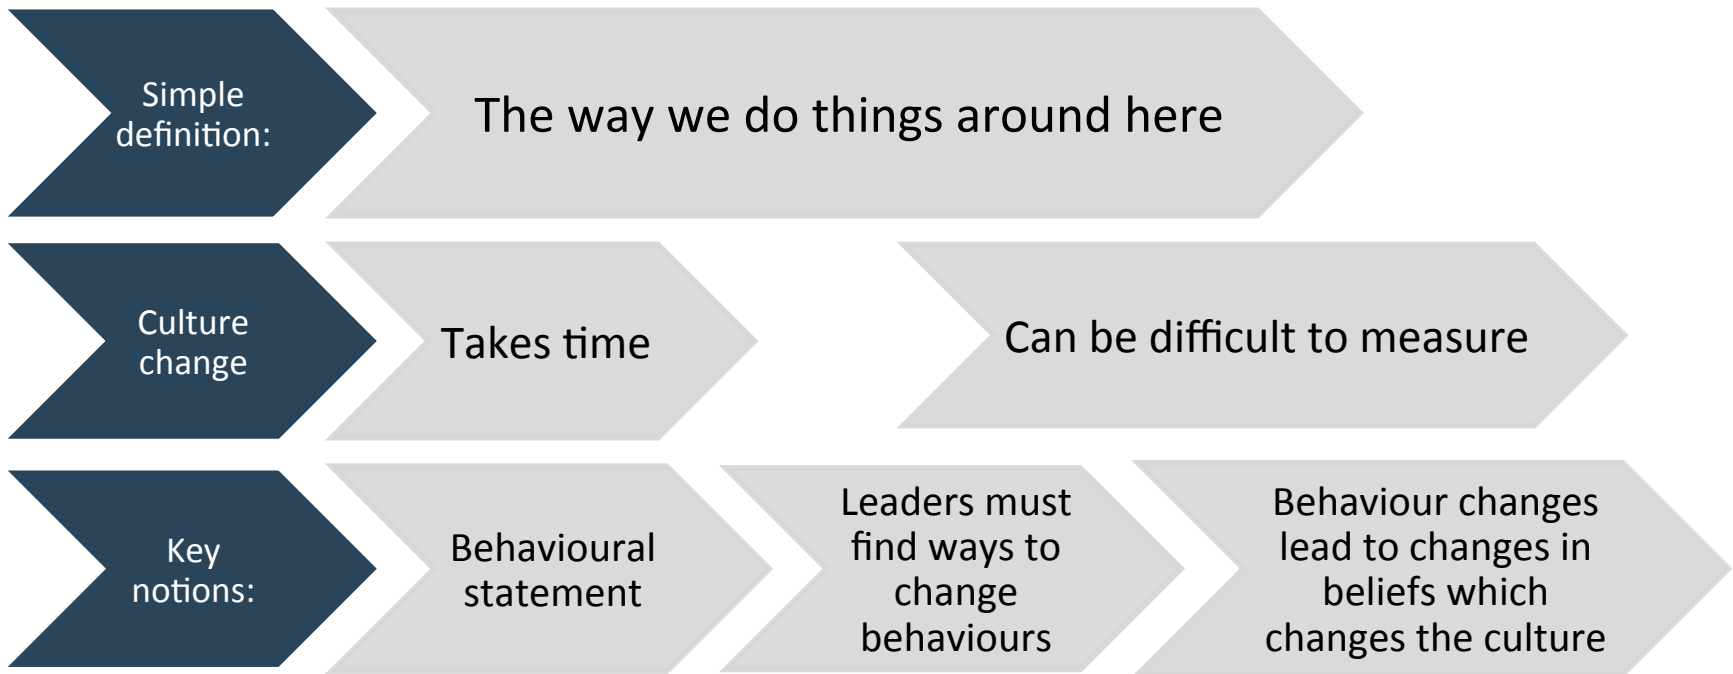 Simple
definition:
The way we do things around here
Culture
change
Takes time
Can be difficult to measure
Key
notions:
Behavioural
statement
Leaders must
find ways to
change
behaviours
Behaviour changes
lead to changes in
beliefs which
changes the culture